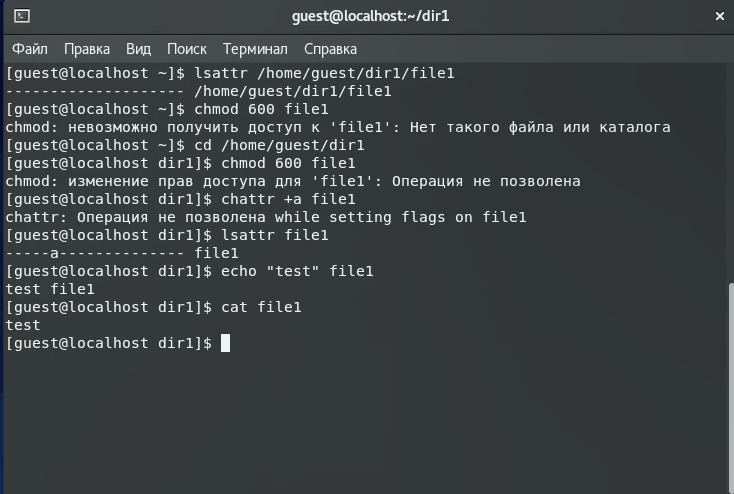 guest@localhost:~/dir1
Файл Правка Вид Поиск Терминал Справка
[guest@localhost ~]$ lsattr /home/guest/dir1/file1
-------------------- /home/guest/dir1/file1
[guest@localhost ~]$ chmod 600 file1
chmod: невозможно получить доступ к 'file1': Нет такого файла или каталога
[guest@localhost ~]$ cd /home/guest/dir1
[guest@localhost dir1]$ chmod 600 file1
chmod: изменение прав доступа для 'file1': Операция не позволена
[guest@localhost dir1]$ chattr +a file1
chattr: Операция не позволена while setting flags on file1
[guest@localhost dir1]$ lsattr file1
-----a-------------- file1
[guest@localhost dir1]$ echo "test" file1
test file1
[guest@localhost dir1]$ cat file1
test
[guest@localhost dir1]$